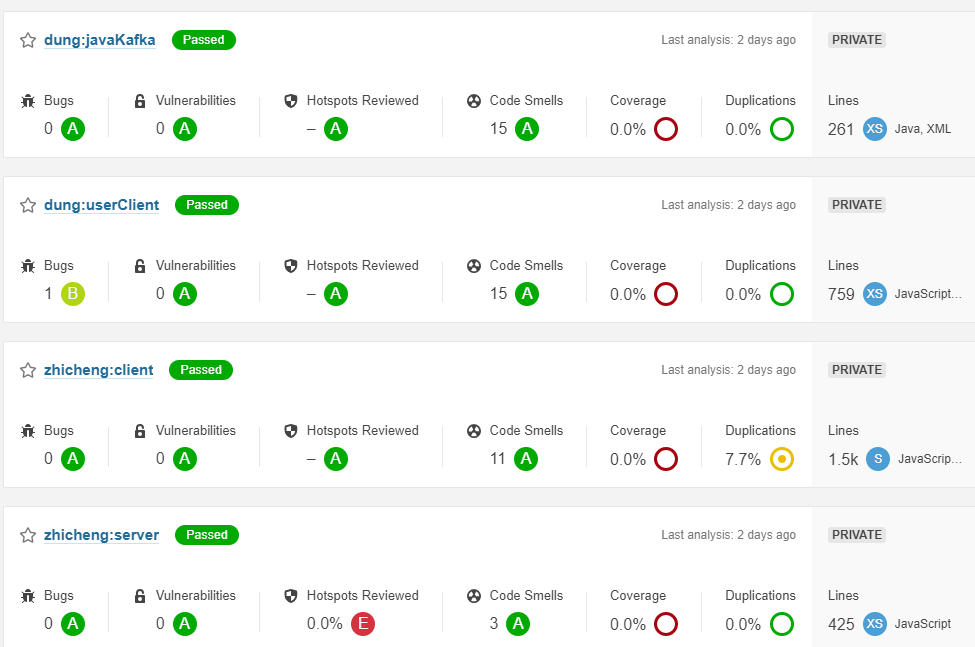 dung:javaKafka Passed Last analysis: 2 days ago PRIVATE
Bugs Vulnerabilities Hotspots Reviewed Code Smells Coverage Duplications Lines
0 A 0 A – A 15 A 0.0% 0.0% 261 XS Java, XML
dung:userClient Passed Last analysis: 2 days ago PRIVATE
Bugs Vulnerabilities Hotspots Reviewed Code Smells Coverage Duplications Lines
1 B 0 A – A 15 A 0.0% 0.0% 759 XS JavaScript...
zhicheng:client Passed Last analysis: 2 days ago PRIVATE
Bugs Vulnerabilities Hotspots Reviewed Code Smells Coverage Duplications Lines
0 A 0 A – A 11 A 0.0% 7.7% 1.5k S JavaScrip...
zhicheng:server Passed Last analysis: 2 days ago PRIVATE
Bugs Vulnerabilities Hotspots Reviewed Code Smells Coverage Duplications Lines
0 A 0 A 0.0% E 3 A 0.0% 0.0% 425 XS JavaScript